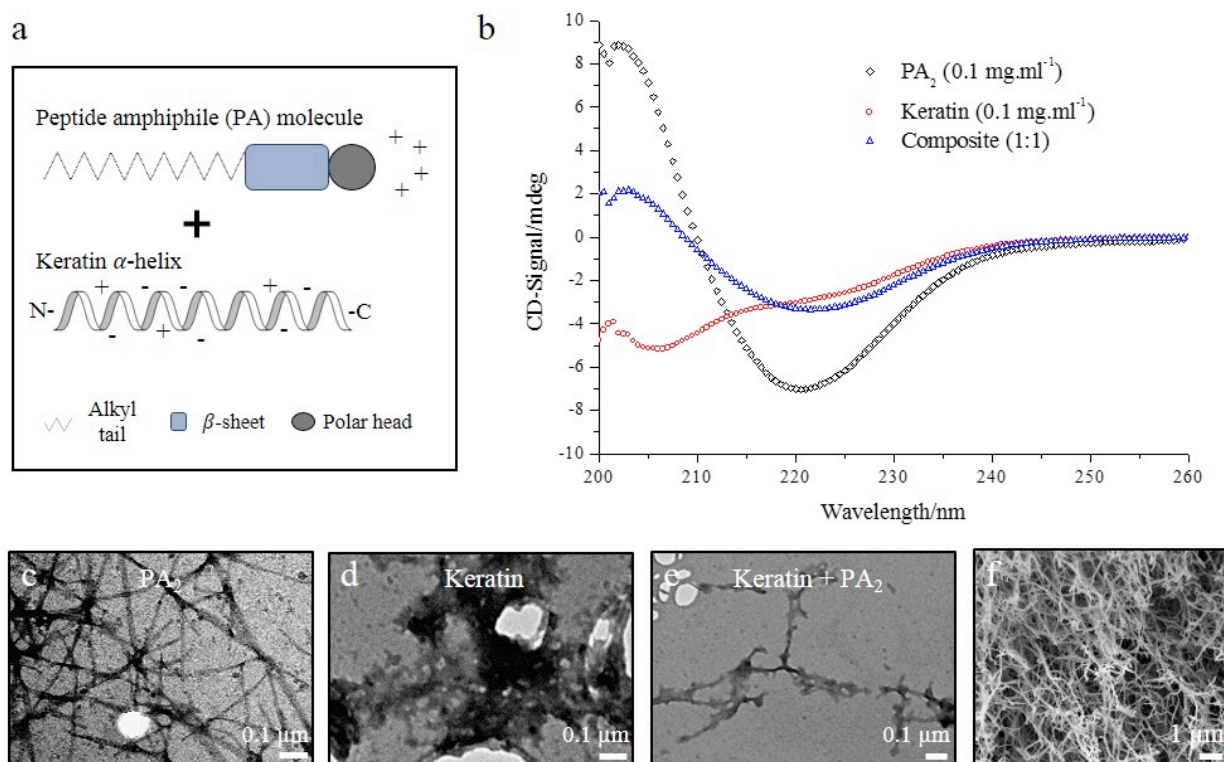 a
Peptide amphiphile (PA) molecule
+ + + +
+
Keratin α-helix
N- + - - + - -C
- + - -
Alkyl tail
β-sheet
Polar head
b
PA₂ (0.1 mg.ml⁻¹)
Keratin (0.1 mg.ml⁻¹)
Composite (1:1)
CD-Signal/mdeg
10
8
6
4
2
0
-2
-4
-6
-8
-10
200 210 220 230 240 250 260
Wavelength/nm
c
PA₂
0.1 μm
d
Keratin
0.1 μm
e
Keratin + PA₂
0.1 μm
f
1 μm